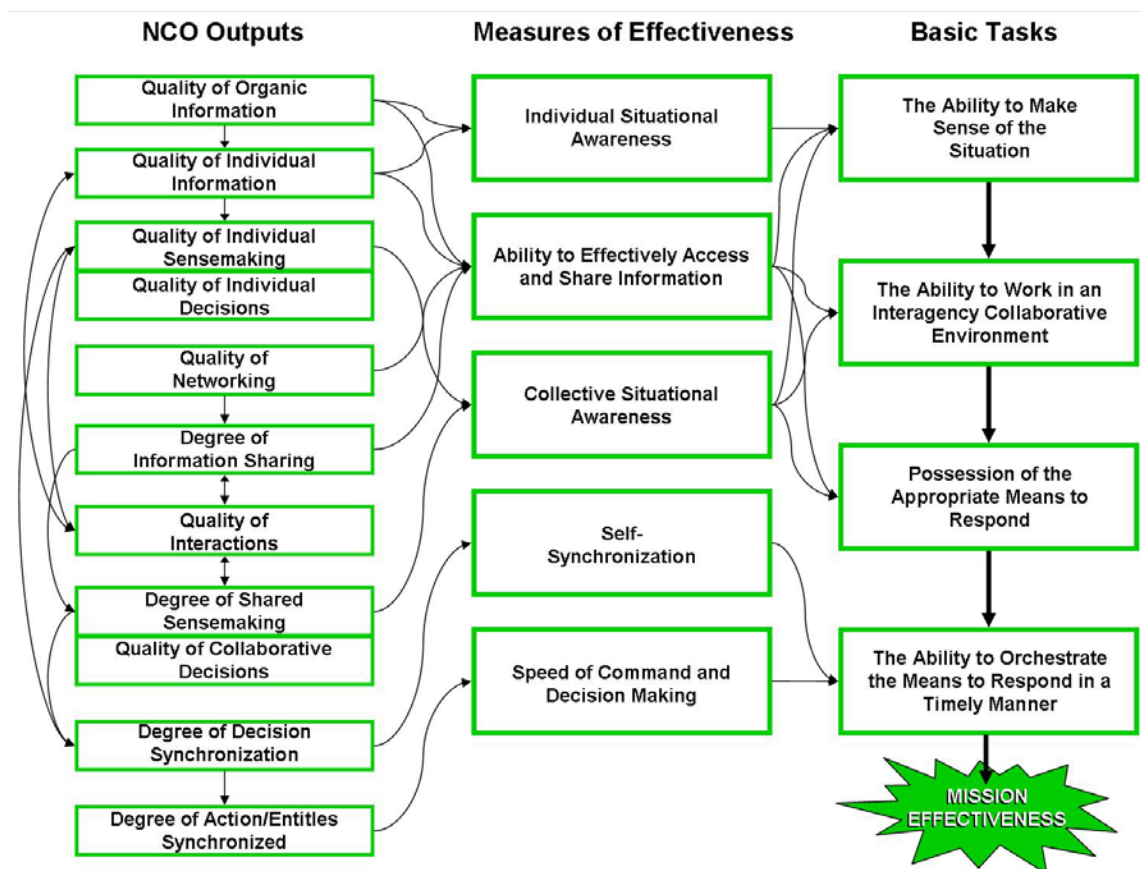 NCO Outputs
Quality of Organic
Information
Quality of Individual
Information
Quality of Individual
Sensemaking
Quality of Individual
Decisions
Quality of
Networking
Degree of
Information Sharing
Quality of
Interactions
Degree of Shared
Sensemaking
Quality of Collaborative
Decisions
Degree of Decision
Synchronization
Degree of Action/Entitles
Synchronized
Measures of Effectiveness
Individual Situational
Awareness
Ability to Effectively Access
and Share Information
Collective Situational
Awareness
Self-
Synchronization
Speed of Command and
Decision Making
Basic Tasks
The Ability to Make
Sense of the
Situation
The Ability to Work in an
Interagency Collaborative
Environment
Possession of the
Appropriate Means to
Respond
The Ability to Orchestrate
the Means to Respond in a
Timely Manner
MISSION
EFFECTIVENESS